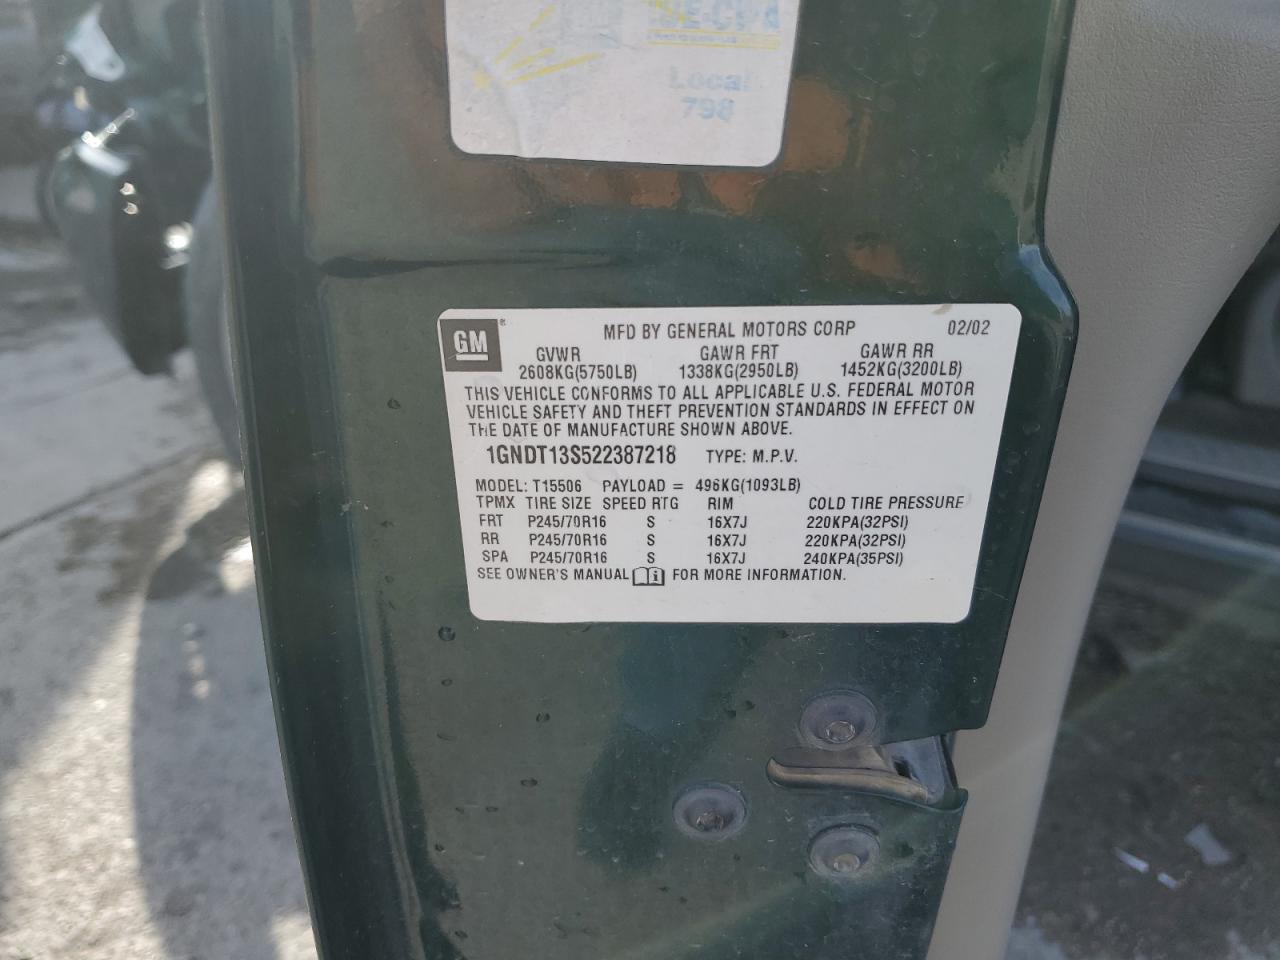 Local
798
GM® MFD BY GENERAL MOTORS CORP 02/02
GVWR GAWR FRT GAWR RR
2608KG(5750LB) 1338KG(2950LB) 1452KG(3200LB)
THIS VEHICLE CONFORMS TO ALL APPLICABLE U.S. FEDERAL MOTOR
VEHICLE SAFETY AND THEFT PREVENTION STANDARDS IN EFFECT ON
THE DATE OF MANUFACTURE SHOWN ABOVE.
1GNDT13S522387218 TYPE: M.P.V.
MODEL: T15506 PAYLOAD = 496KG(1093LB)
TPMX TIRE SIZE SPEED RTG RIM COLD TIRE PRESSURE
FRT P245/70R16 S 16X7J 220KPA(32PSI)
RR P245/70R16 S 16X7J 220KPA(32PSI)
SPA P245/70R16 S 16X7J 240KPA(35PSI)
SEE OWNER'S MANUAL FOR MORE INFORMATION.